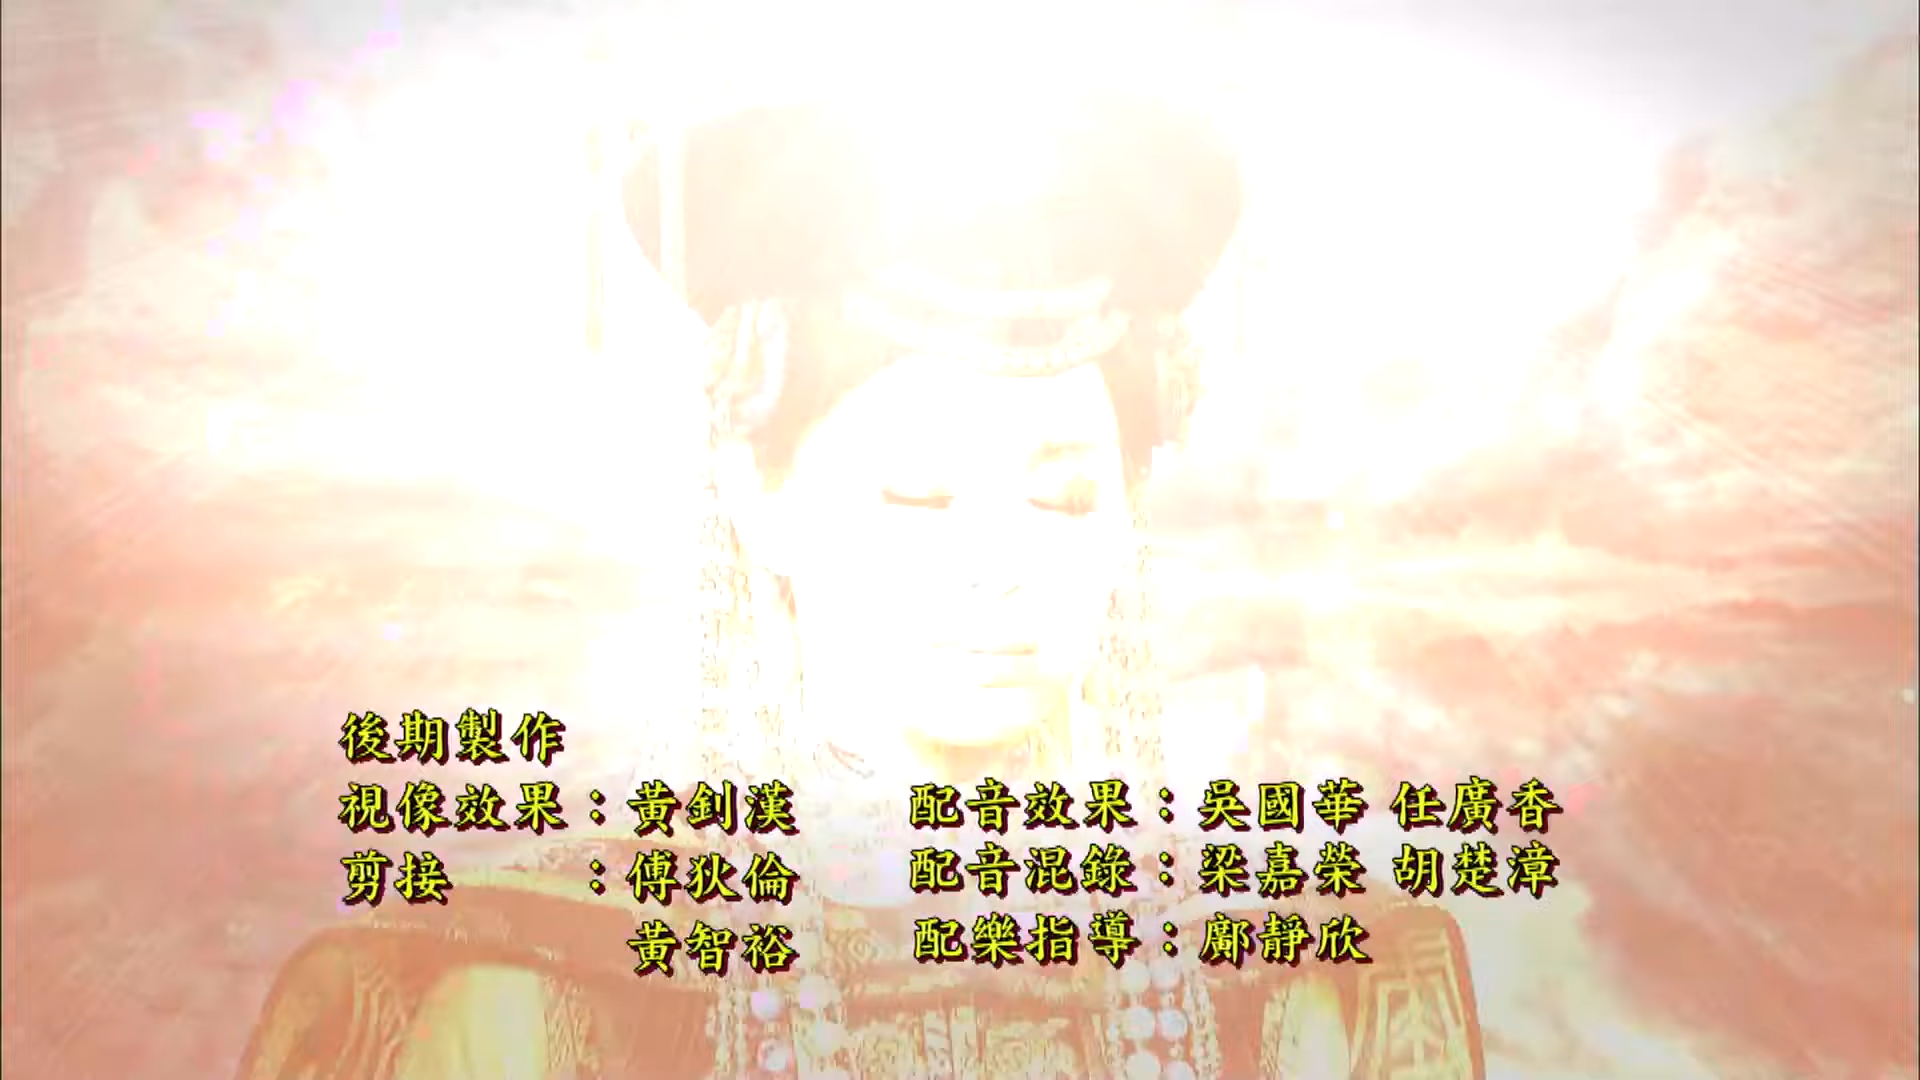 後期製作
視像效果：黃釗漢
剪接　　：傅狄倫
黃智裕
配音效果：吳國華 任廣香
配音混錄：梁嘉榮 胡楚漳
配樂指導：鄺靜欣